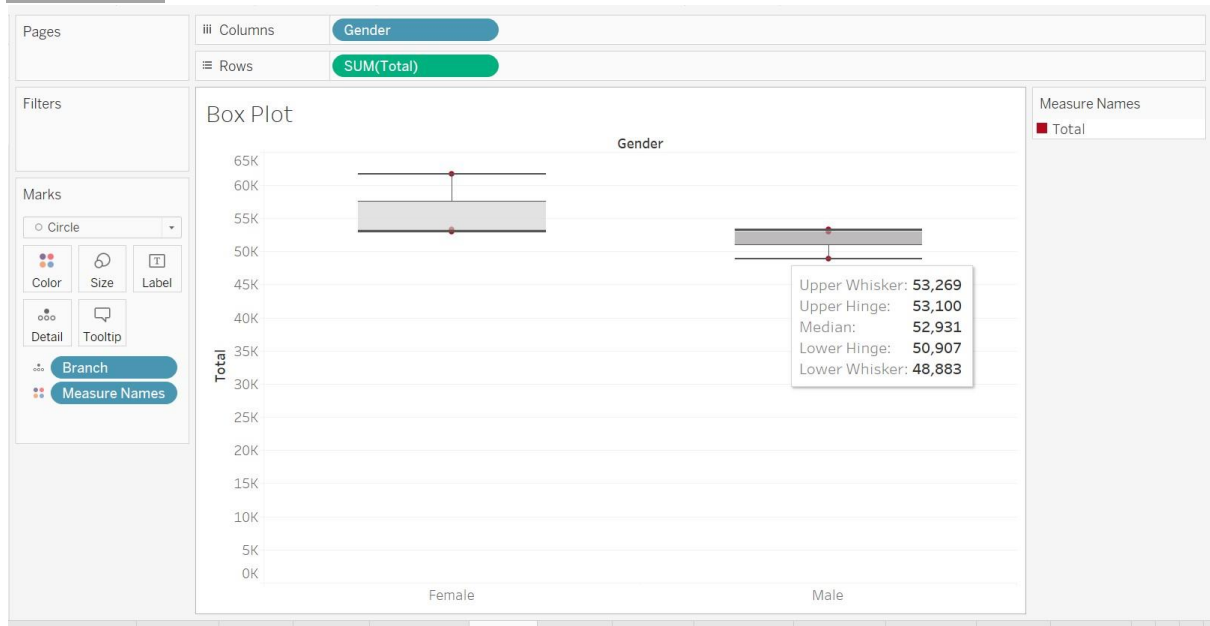 Pages
iii Columns
Gender
Rows
SUM(Total)
Filters
Marks
Circle
Color
Size
Label
T
Detail
Tooltip
Branch
Measure Names
Box Plot
Gender
65K
60K
55K
50K
45K
40K
35K
30K
25K
20K
15K
10K
5K
0K
Total
Upper Whisker: 53,269
Upper Hinge: 53,100
Median: 52,931
Lower Hinge: 50,907
Lower Whisker: 48,883
Female
Male
Measure Names
Total